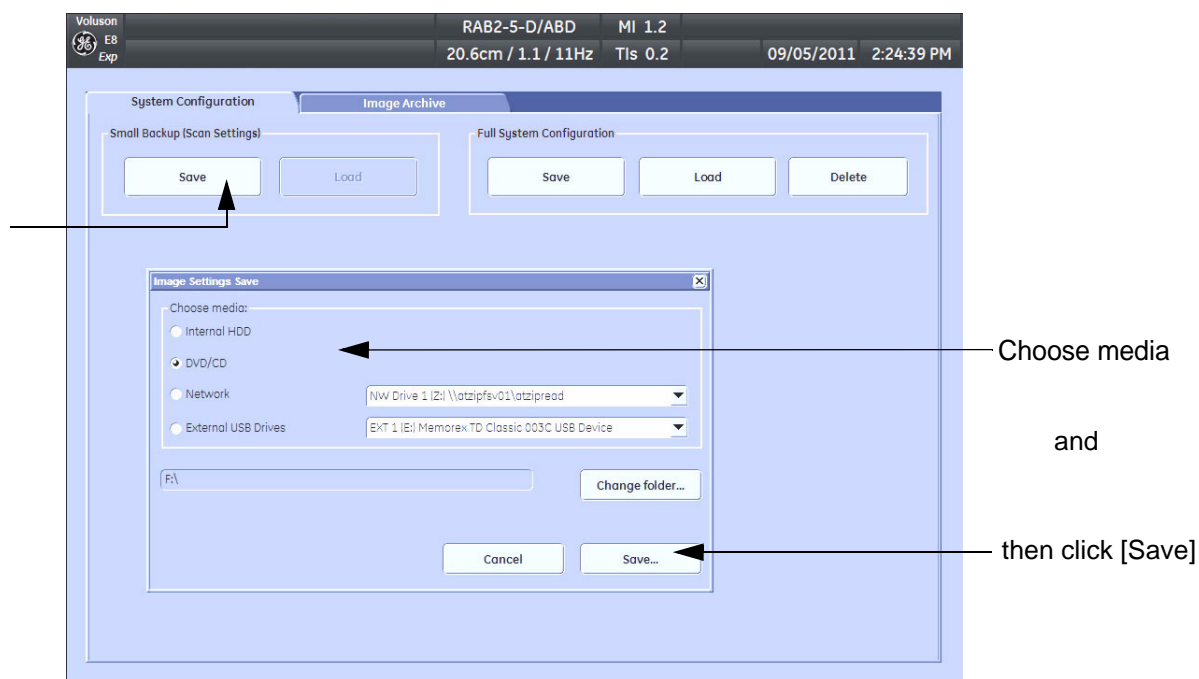 Voluson
E8
Exp
RAB2-5-D/ABD MI 1.2
20.6cm / 1.1 / 11Hz TIs 0.2 09/05/2011 2:24:39 PM
System Configuration Image Archive
Small Backup (Scan Settings) Full System Configuration
Save Load Save Load Delete
Image Settings Save
Choose media:
Internal HDD
DVD/CD
Network NW Drive 1 (Z:) \\atzipfsv01\atzipread
External USB Drives EXT 1 (E:) Memorex TD Classic 003C USB Device
F:\ Change folder...
Cancel Save...
Choose media
and
then click [Save]